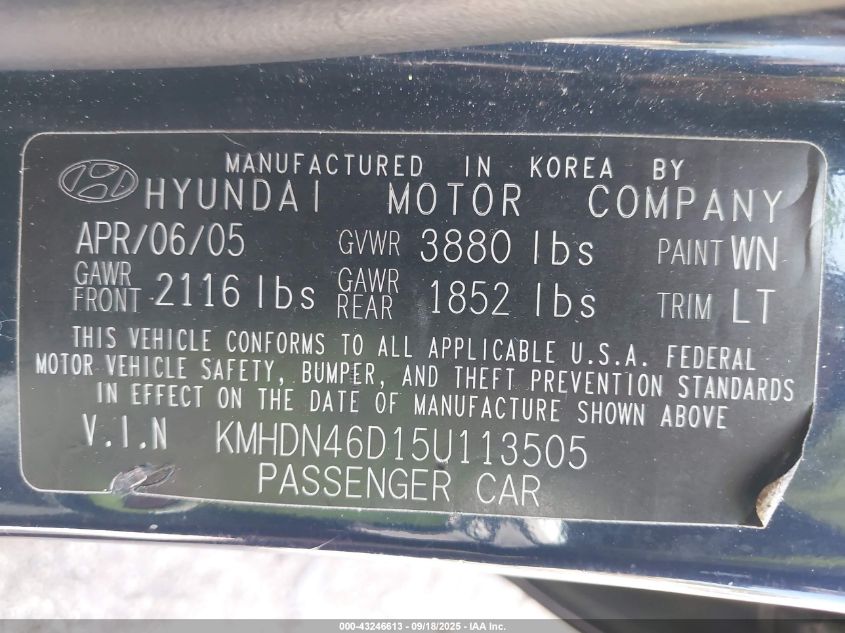 MANUFACTURED IN KOREA BY
HYUNDAI MOTOR COMPANY
APR/06/05 GVWR 3880 lbs PAINT WN
GAWR FRONT 2116 lbs GAWR REAR 1852 lbs TRIM LT
THIS VEHICLE CONFORMS TO ALL APPLICABLE U.S.A. FEDERAL
MOTOR VEHICLE SAFETY, BUMPER, AND THEFT PREVENTION STANDARDS
IN EFFECT ON THE DATE OF MANUFACTURE SHOWN ABOVE
V.I.N KMHDN46D15U113505
PASSENGER CAR
000-43246613 - 09/18/2025 - IAA Inc.